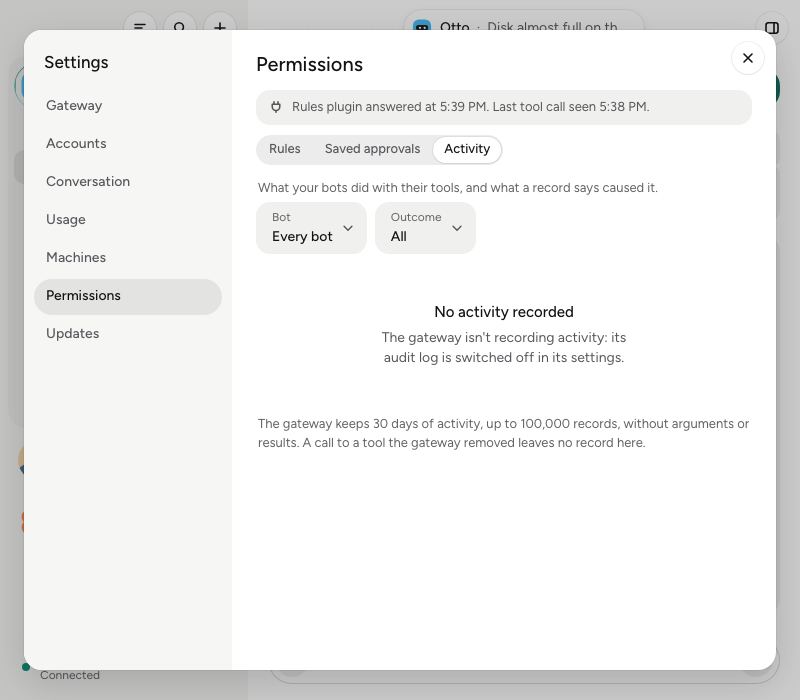 Otto · Disk almost full on th
Settings
Gateway
Accounts
Conversation
Usage
Machines
Permissions
Updates
Permissions
Rules plugin answered at 5:39 PM. Last tool call seen 5:38 PM.
Rules Saved approvals Activity
What your bots did with their tools, and what a record says caused it.
Bot
Every bot
Outcome
All
No activity recorded
The gateway isn't recording activity: its
audit log is switched off in its settings.
The gateway keeps 30 days of activity, up to 100,000 records, without arguments or
results. A call to a tool the gateway removed leaves no record here.
Connected